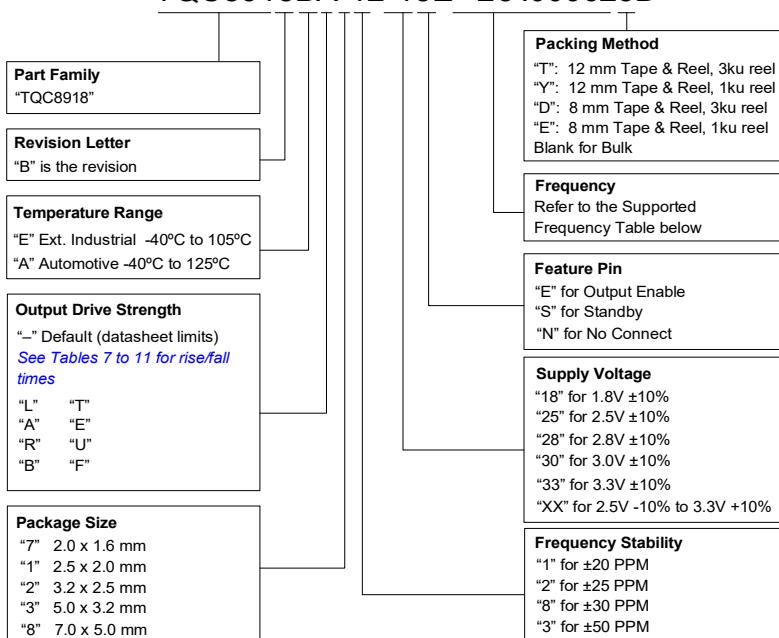 Part Family
“TQC8918”
Revision Letter
“B” is the revision
Temperature Range
“E” Ext. Industrial -40ºC to 105ºC
“A” Automotive -40ºC to 125ºC
Output Drive Strength
“–” Default (datasheet limits)
See Tables 7 to 11 for rise/fall
times
“L” “T”
“A” “E”
“R” “U”
“B” “F”
Package Size
“7” 2.0 x 1.6 mm
“1” 2.5 x 2.0 mm
“2” 3.2 x 2.5 mm
“3” 5.0 x 3.2 mm
“8” 7.0 x 5.0 mm
Packing Method
“T”: 12 mm Tape & Reel, 3ku reel
“Y”: 12 mm Tape & Reel, 1ku reel
“D”: 8 mm Tape & Reel, 3ku reel
“E”: 8 mm Tape & Reel, 1ku reel
Blank for Bulk
Frequency
Refer to the Supported
Frequency Table below
Feature Pin
“E” for Output Enable
“S” for Standby
“N” for No Connect
Supply Voltage
“18” for 1.8V ±10%
“25” for 2.5V ±10%
“28” for 2.8V ±10%
“30” for 3.0V ±10%
“33” for 3.3V ±10%
“XX” for 2.5V -10% to 3.3V +10%
Frequency Stability
“1” for ±20 PPM
“2” for ±25 PPM
“8” for ±30 PPM
“3” for ±50 PPM